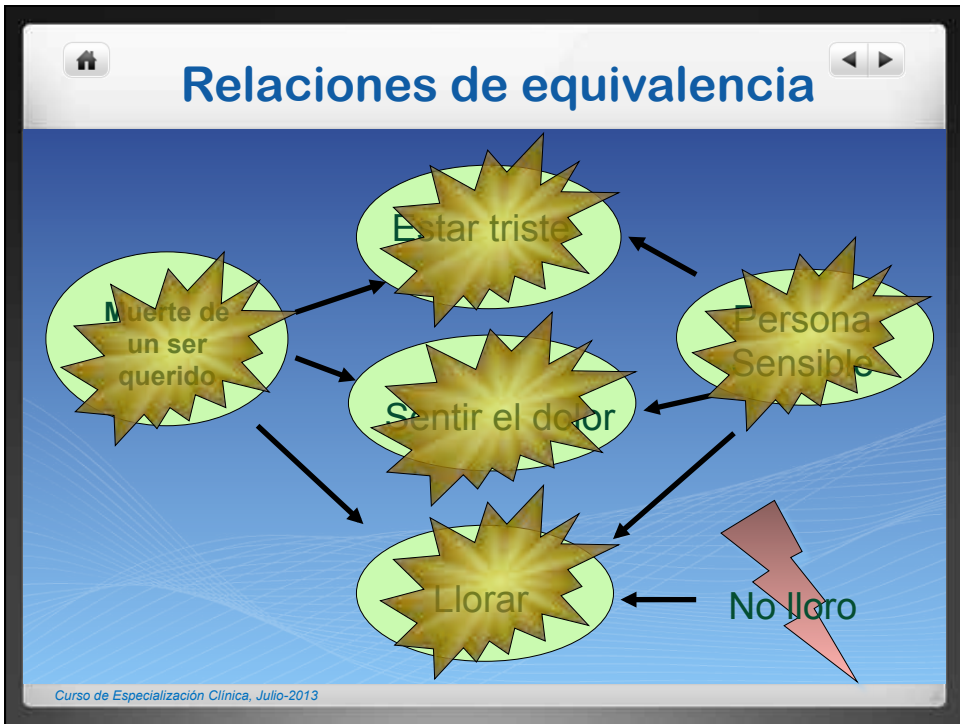 Relaciones de equivalencia
Estar triste
Muerte de
un ser
querido
Persona
Sensible
Sentir el dolor
Llorar
No lloro
Curso de Especialización Clínica, Julio-2013